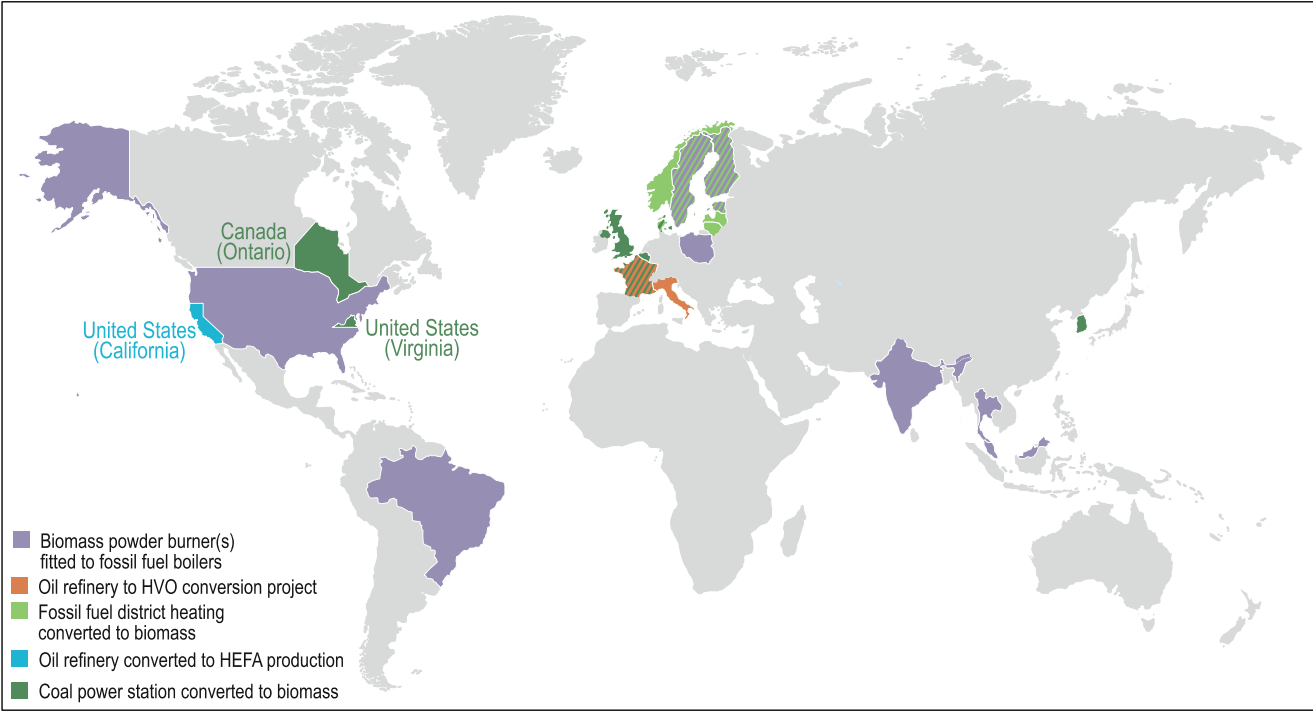 Canada
(Ontario)
United States
(California)
United States
(Virginia)
Biomass powder burner(s)
fitted to fossil fuel boilers
Oil refinery to HVO conversion project
Fossil fuel district heating
converted to biomass
Oil refinery converted to HEFA production
Coal power station converted to biomass